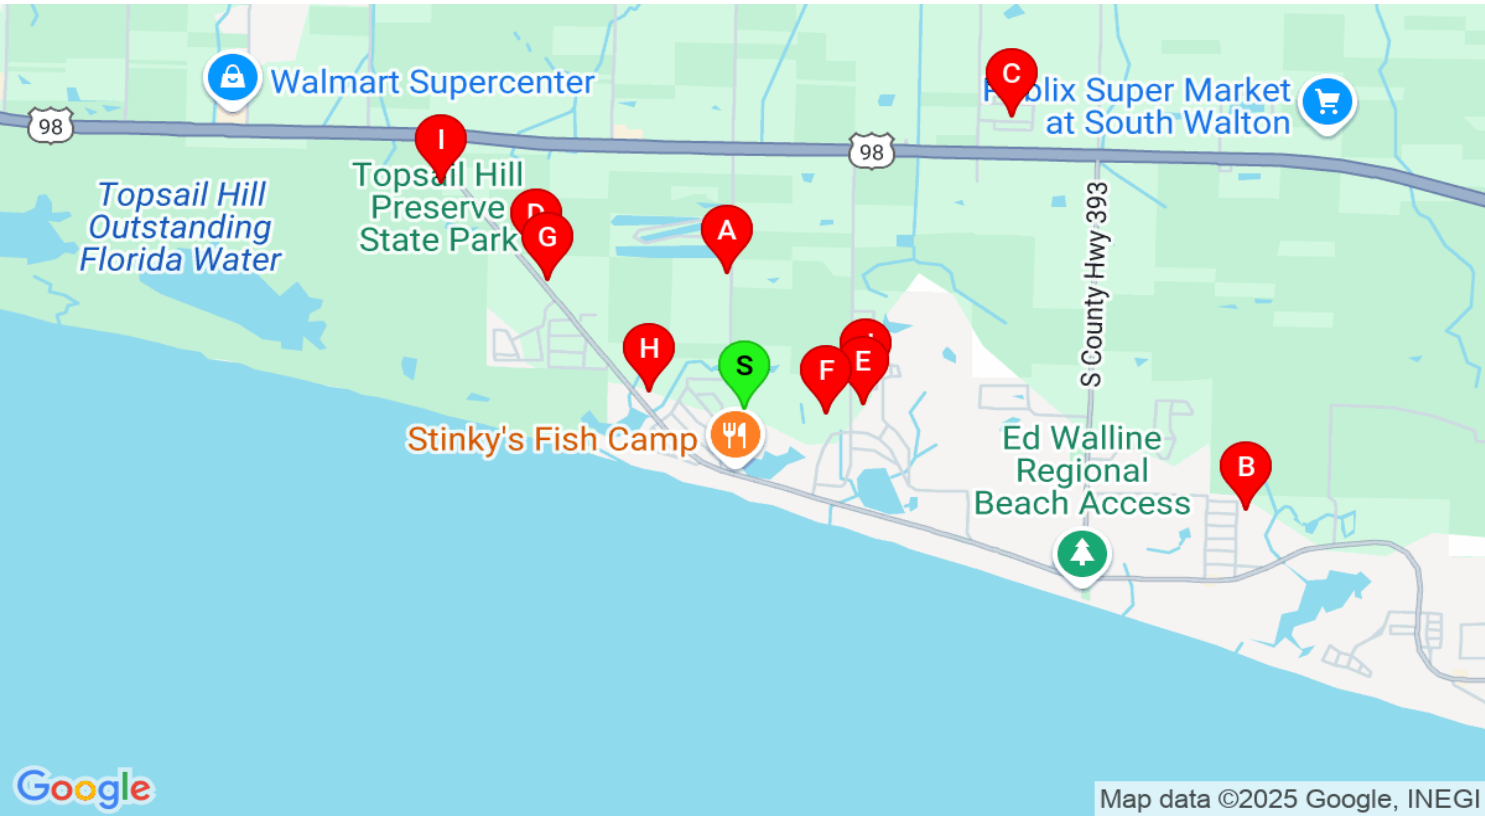 C
Walmart Supercenter
Publix Super Market
at South Walton
98
98
I
Topsail Hill
Preserve
State Park
Topsail Hill
Outstanding
Florida Water
D
G
A
S County Hwy 393
H
S
F
E
J
Stinky's Fish Camp
Ed Walline
Regional
Beach Access
B
Google
Map data ©2025 Google, INEGI